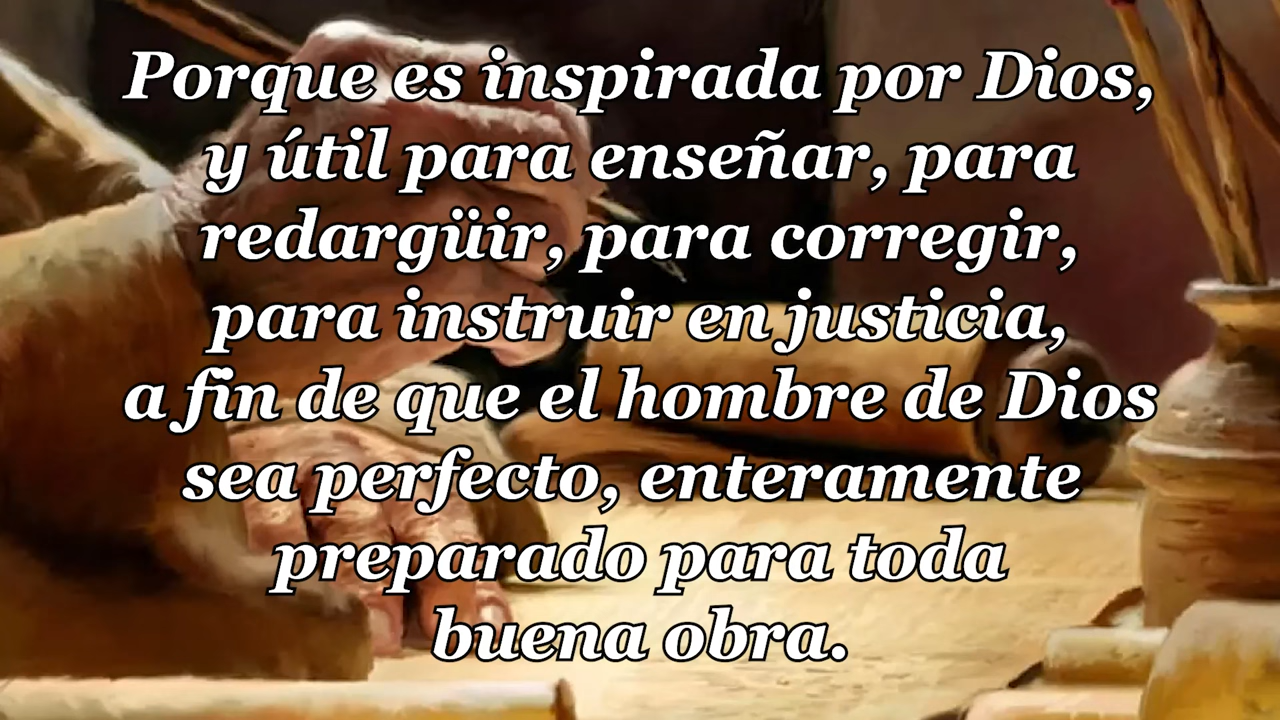 Porque es inspirada por Dios,
y útil para enseñar, para
redargüir, para corregir,
para instruir en justicia,
a fin de que el hombre de Dios
sea perfecto, enteramente
preparado para toda
buena obra.